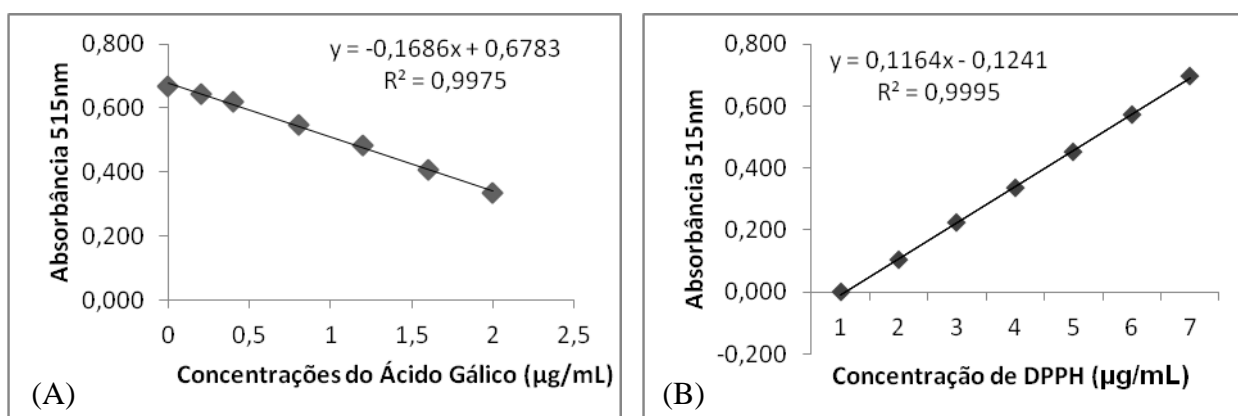 0,800
0,600
0,400
0,200
0,000
Absorbância 515nm
y = -0,1686x + 0,6783
R² = 0,9975
0 0,5 1 1,5 2 2,5
Concentrações do Ácido Gálico (µg/mL)
(A)
0,800
0,600
0,400
0,200
0,000
-0,200
Absorbância 515nm
y = 0,1164x - 0,1241
R² = 0,9995
1 2 3 4 5 6 7
Concentração de DPPH (µg/mL)
(B)